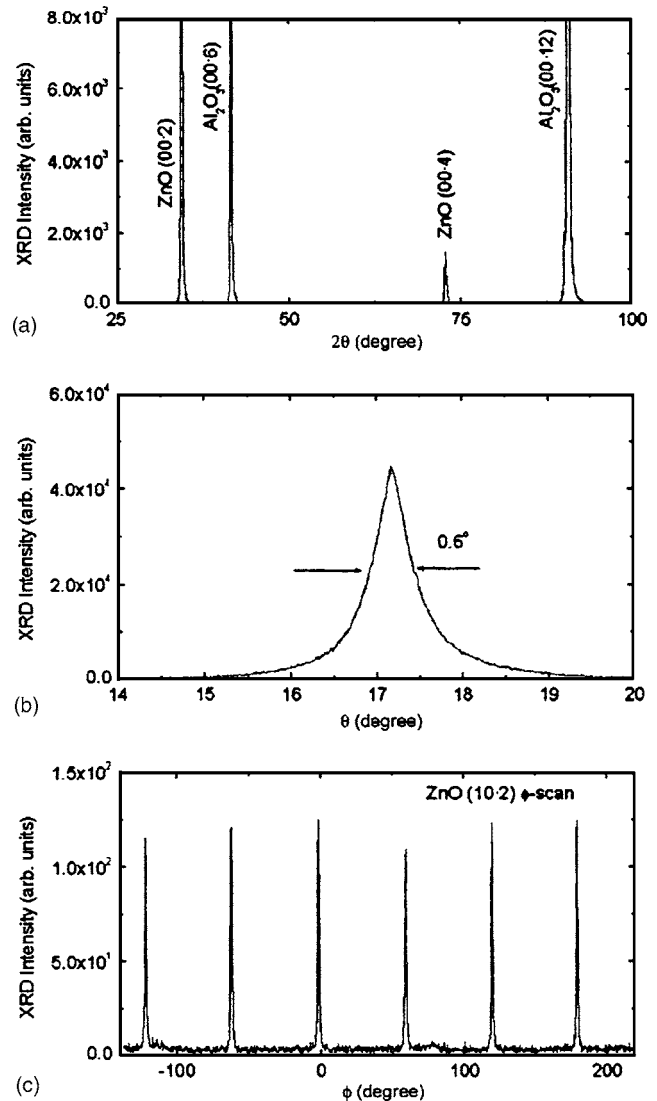 8.0x10³
6.0x10³
4.0x10³
2.0x10³
0.0
XRD Intensity (arb. units)
ZnO (00·2)
Al₂O₃(00·6)
ZnO (00·4)
Al₂O₃(00·12)
25 50 75 100
2θ (degree)
(a)
6.0x10⁴
4.0x10⁴
2.0x10⁴
0.0
XRD Intensity (arb. units)
0.6°
14 15 16 17 18 19 20
θ (degree)
(b)
1.5x10²
1.0x10²
5.0x10¹
0.0
XRD Intensity (arb. units)
ZnO (10·2) ϕ-scan
-100 0 100 200
ϕ (degree)
(c)